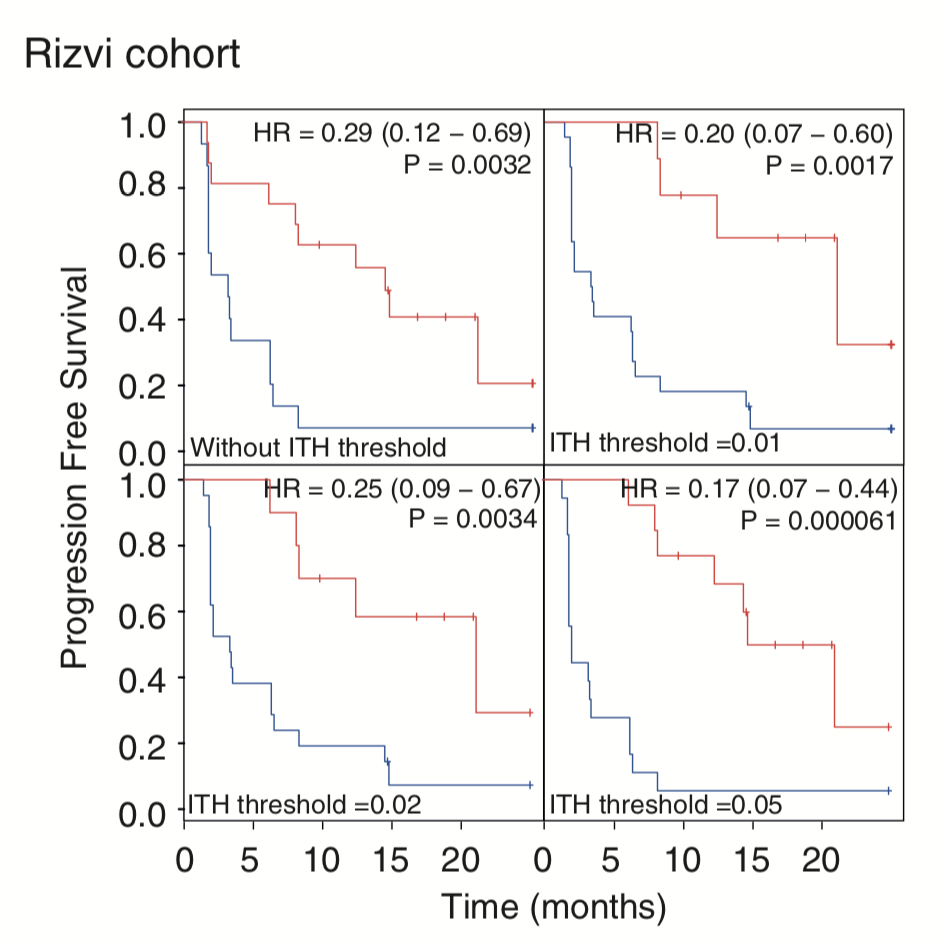 Rizvi cohort
Progression Free Survival
1.0
0.8
0.6
0.4
0.2
0.0
HR = 0.29 (0.12 – 0.69)
P = 0.0032
Without ITH threshold
HR = 0.20 (0.07 – 0.60)
P = 0.0017
ITH threshold =0.01
1.0
0.8
0.6
0.4
0.2
0.0
HR = 0.25 (0.09 – 0.67)
P = 0.0034
ITH threshold =0.02
HR = 0.17 (0.07 – 0.44)
P = 0.000061
ITH threshold =0.05
0 5 10 15 20 0 5 10 15 20
Time (months)